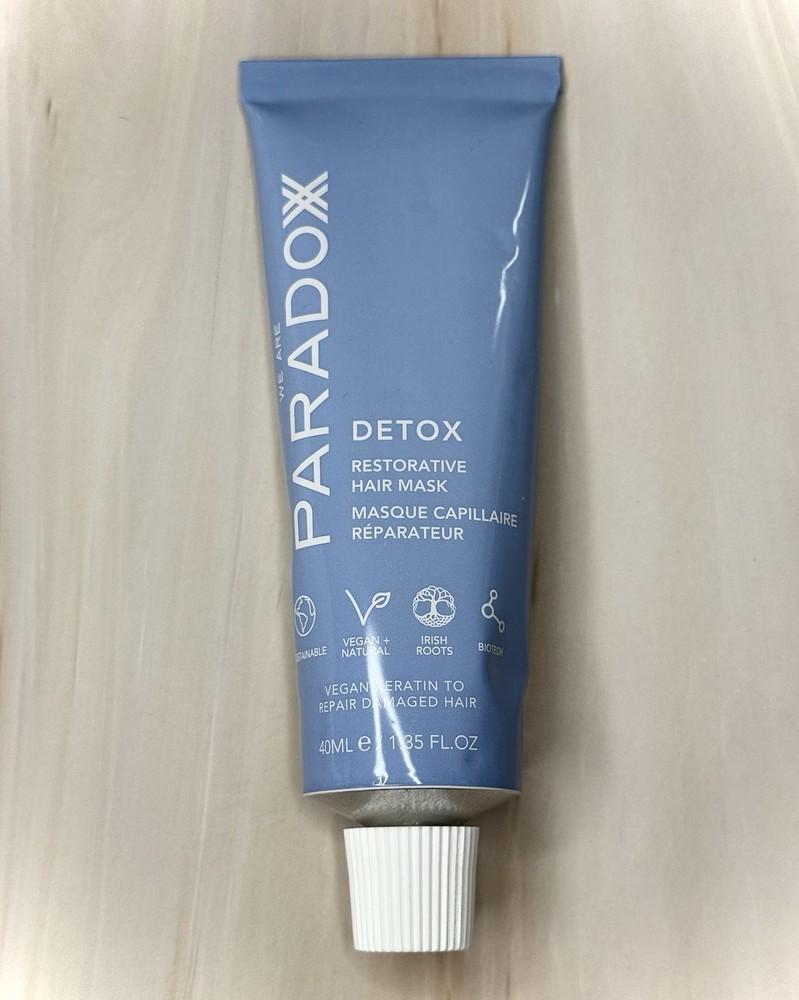 WE ARE
PARADOXX
DETOX
RESTORATIVE
HAIR MASK
MASQUE CAPILLAIRE
RÉPARATEUR
VEGAN +
NATURAL
IRISH
ROOTS
BIOTECH
VEGAN KERATIN TO
REPAIR DAMAGED HAIR
40ML e / 1.35 FL.OZ